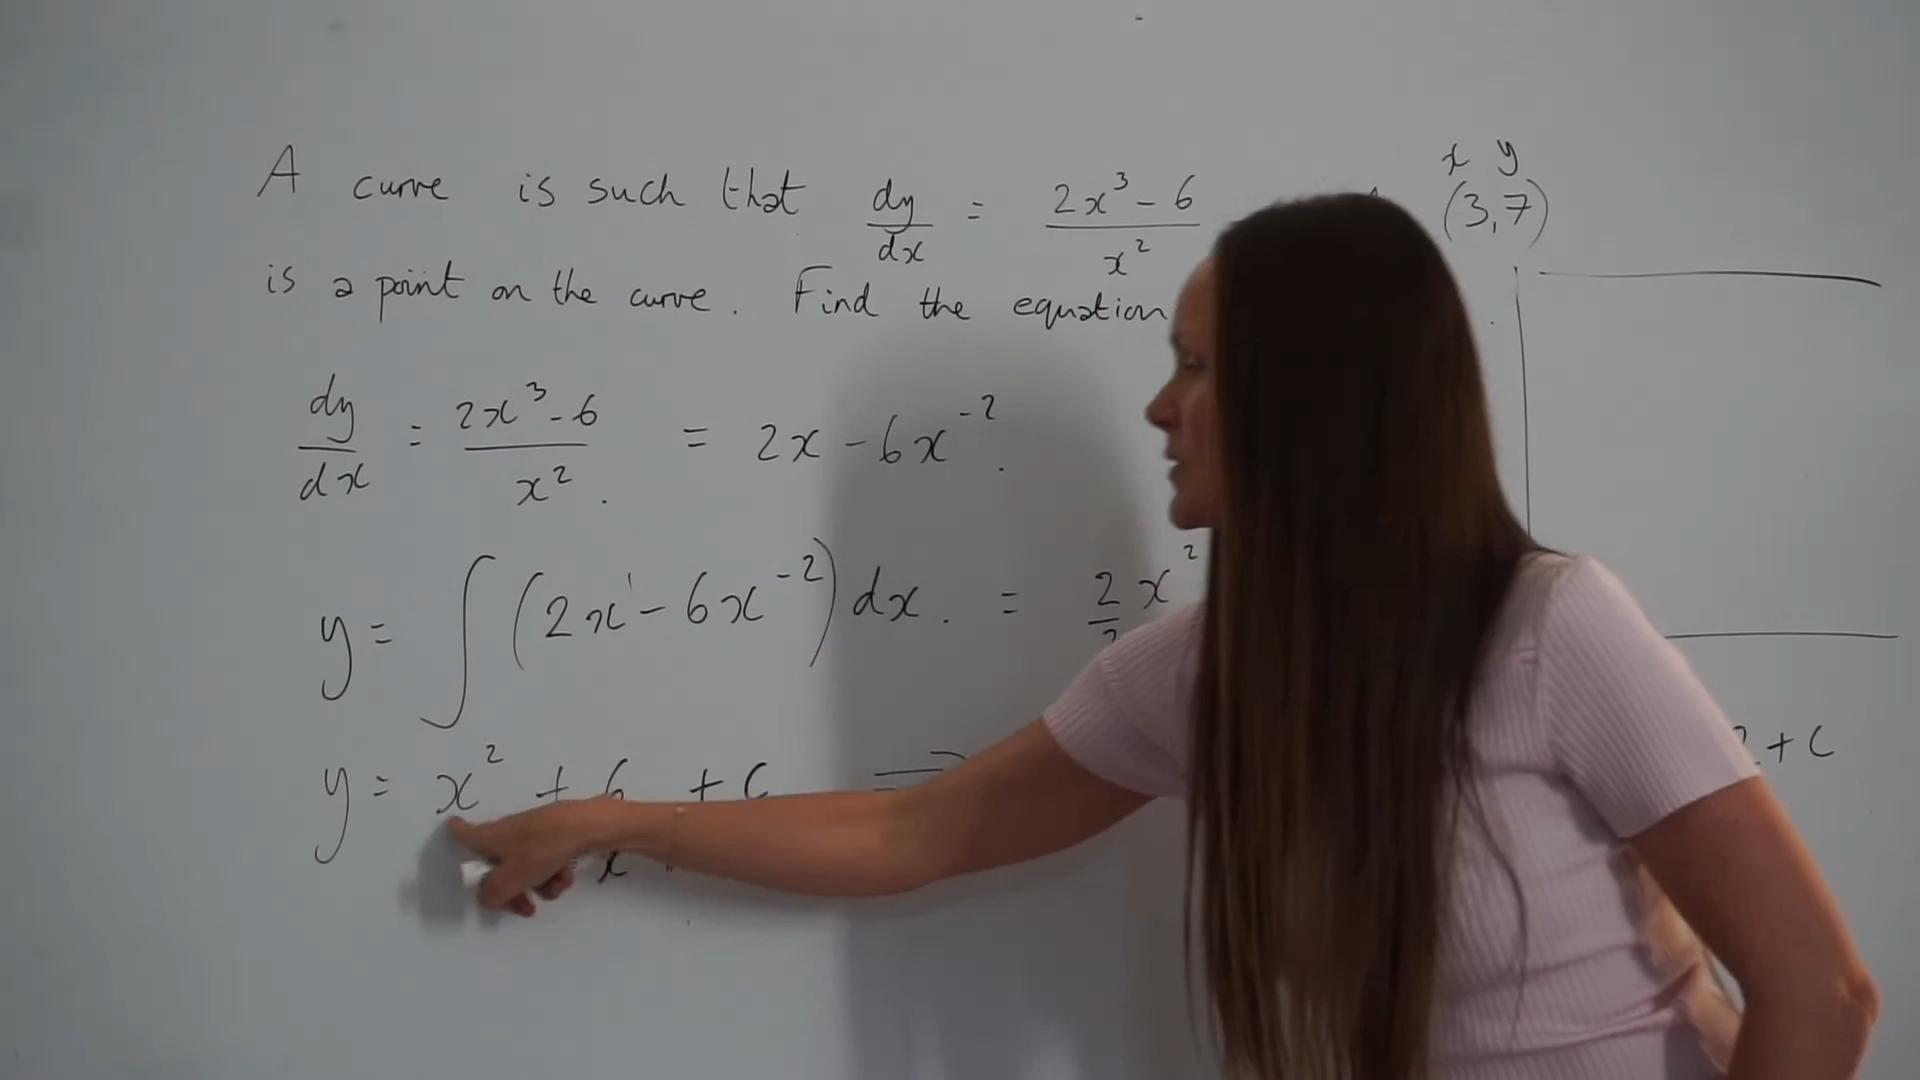 x y
A curve is such that dy/dx = (2x³ - 6)/x² (3,7)
is a point on the curve. Find the equation
dy/dx = (2x³ - 6)/x² . = 2x - 6x⁻² .
y = ∫ (2x¹ - 6x⁻²) dx . = 2x²
y = x² + 6/x + c ⇒ 2 + c